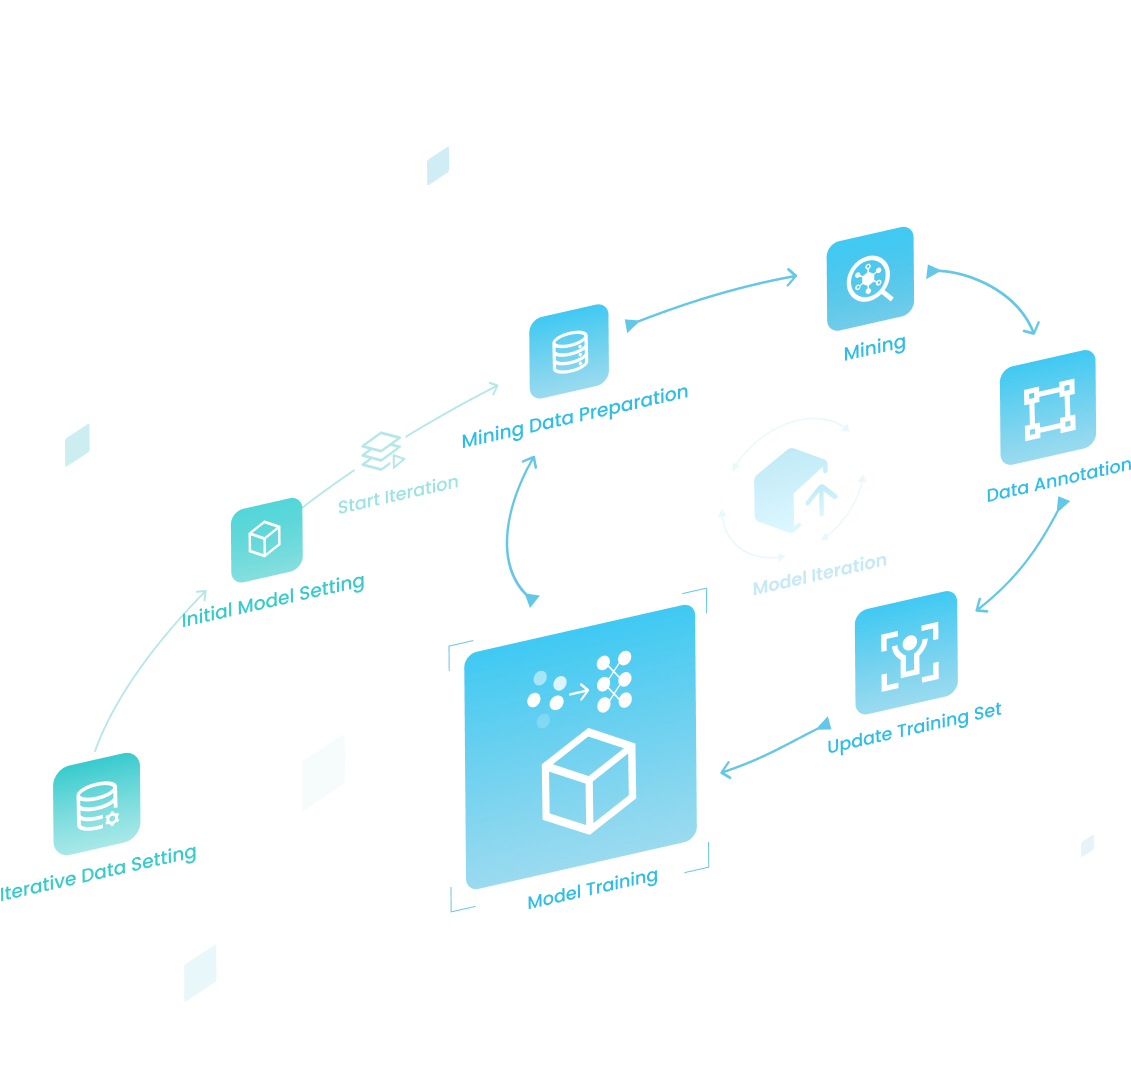 Mining
Mining Data Preparation
Data Annotation
Start Iteration
Model Iteration
Initial Model Setting
Update Training Set
Iterative Data Setting
Model Training